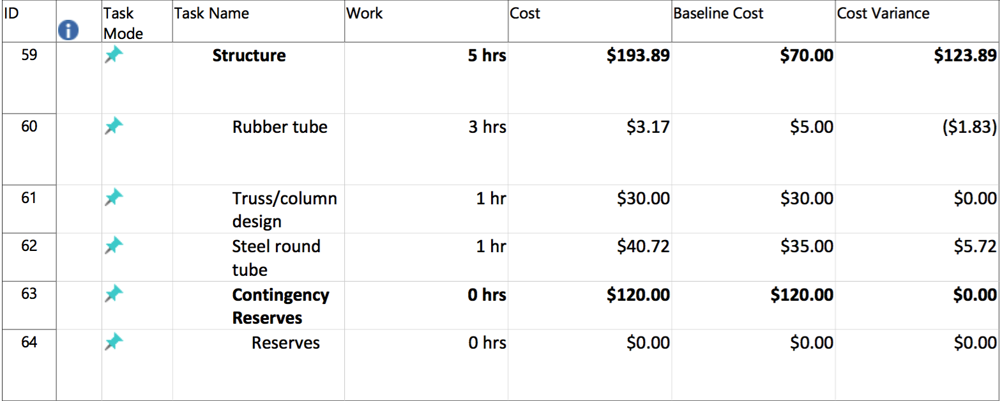 ID Task Mode Task Name Work Cost Baseline Cost Cost Variance
59 Structure 5 hrs $193.89 $70.00 $123.89
60 Rubber tube 3 hrs $3.17 $5.00 ($1.83)
61 Truss/column design 1 hr $30.00 $30.00 $0.00
62 Steel round tube 1 hr $40.72 $35.00 $5.72
63 Contingency Reserves 0 hrs $120.00 $120.00 $0.00
64 Reserves 0 hrs $0.00 $0.00 $0.00